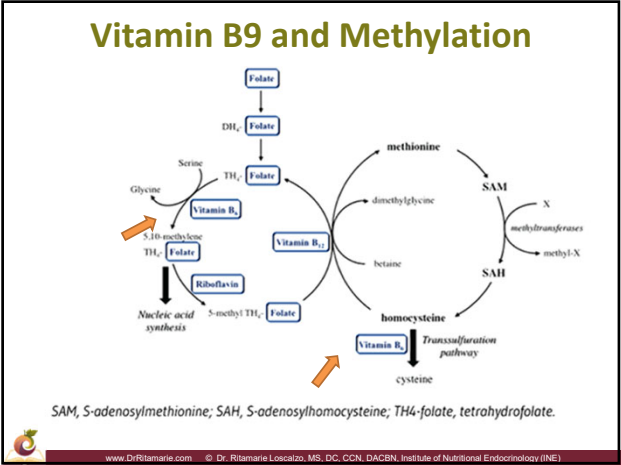 Vitamin B9 and Methylation
Folate
DH₄- Folate
TH₄- Folate
Serine
Glycine
Vitamin B₆
5,10-methylene
TH₄- Folate
Riboflavin
Nucleic acid
synthesis
5-methyl TH₄- Folate
Vitamin B₁₂
methionine
dimethylglycine
betaine
homocysteine
SAM
X
methyltransferases
methyl-X
SAH
Vitamin B₆
Transsulfuration
pathway
cysteine
SAM, S-adenosylmethionine; SAH, S-adenosylhomocysteine; TH4-folate, tetrahydrofolate.
www.DrRitamarie.com © Dr. Ritamarie Loscalzo, MS, DC, CCN, DACBN, Institute of Nutritional Endocrinology (INE)